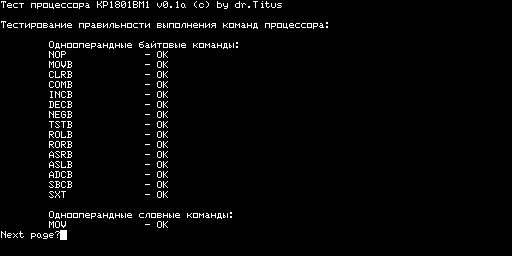 Тест процессора КР1801ВМ1 v0.1a (c) by dr.Titus
Тестирование правильности выполнения команд процессора:
Однооперандные байтовые команды:
NOP - OK
MOVB - OK
CLRB - OK
COMB - OK
INCB - OK
DECB - OK
NEGB - OK
TSTB - OK
ROLB - OK
RORB - OK
ASRB - OK
ASLB - OK
ADCB - OK
SBCB - OK
SXT - OK
Однооперандные словные команды:
MOV - OK
Next page?